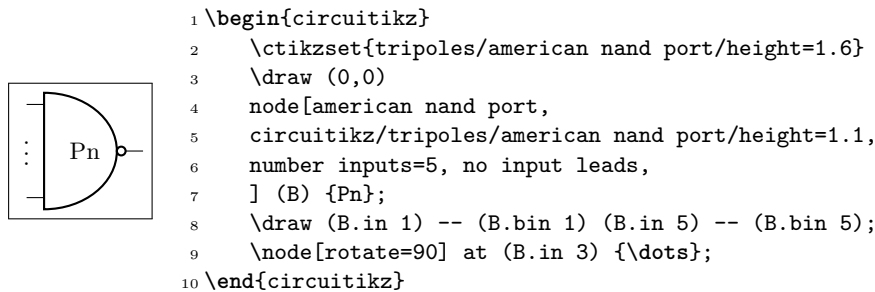 Pn
1 \begin{circuitikz}
2     \ctikzset{tripoles/american nand port/height=1.6}
3     \draw (0,0)
4     node[american nand port,
5     circuitikz/tripoles/american nand port/height=1.1,
6     number inputs=5, no input leads,
7     ] (B) {Pn};
8     \draw (B.in 1) -- (B.bin 1) (B.in 5) -- (B.bin 5);
9     \node[rotate=90] at (B.in 3) {\dots};
10 \end{circuitikz}